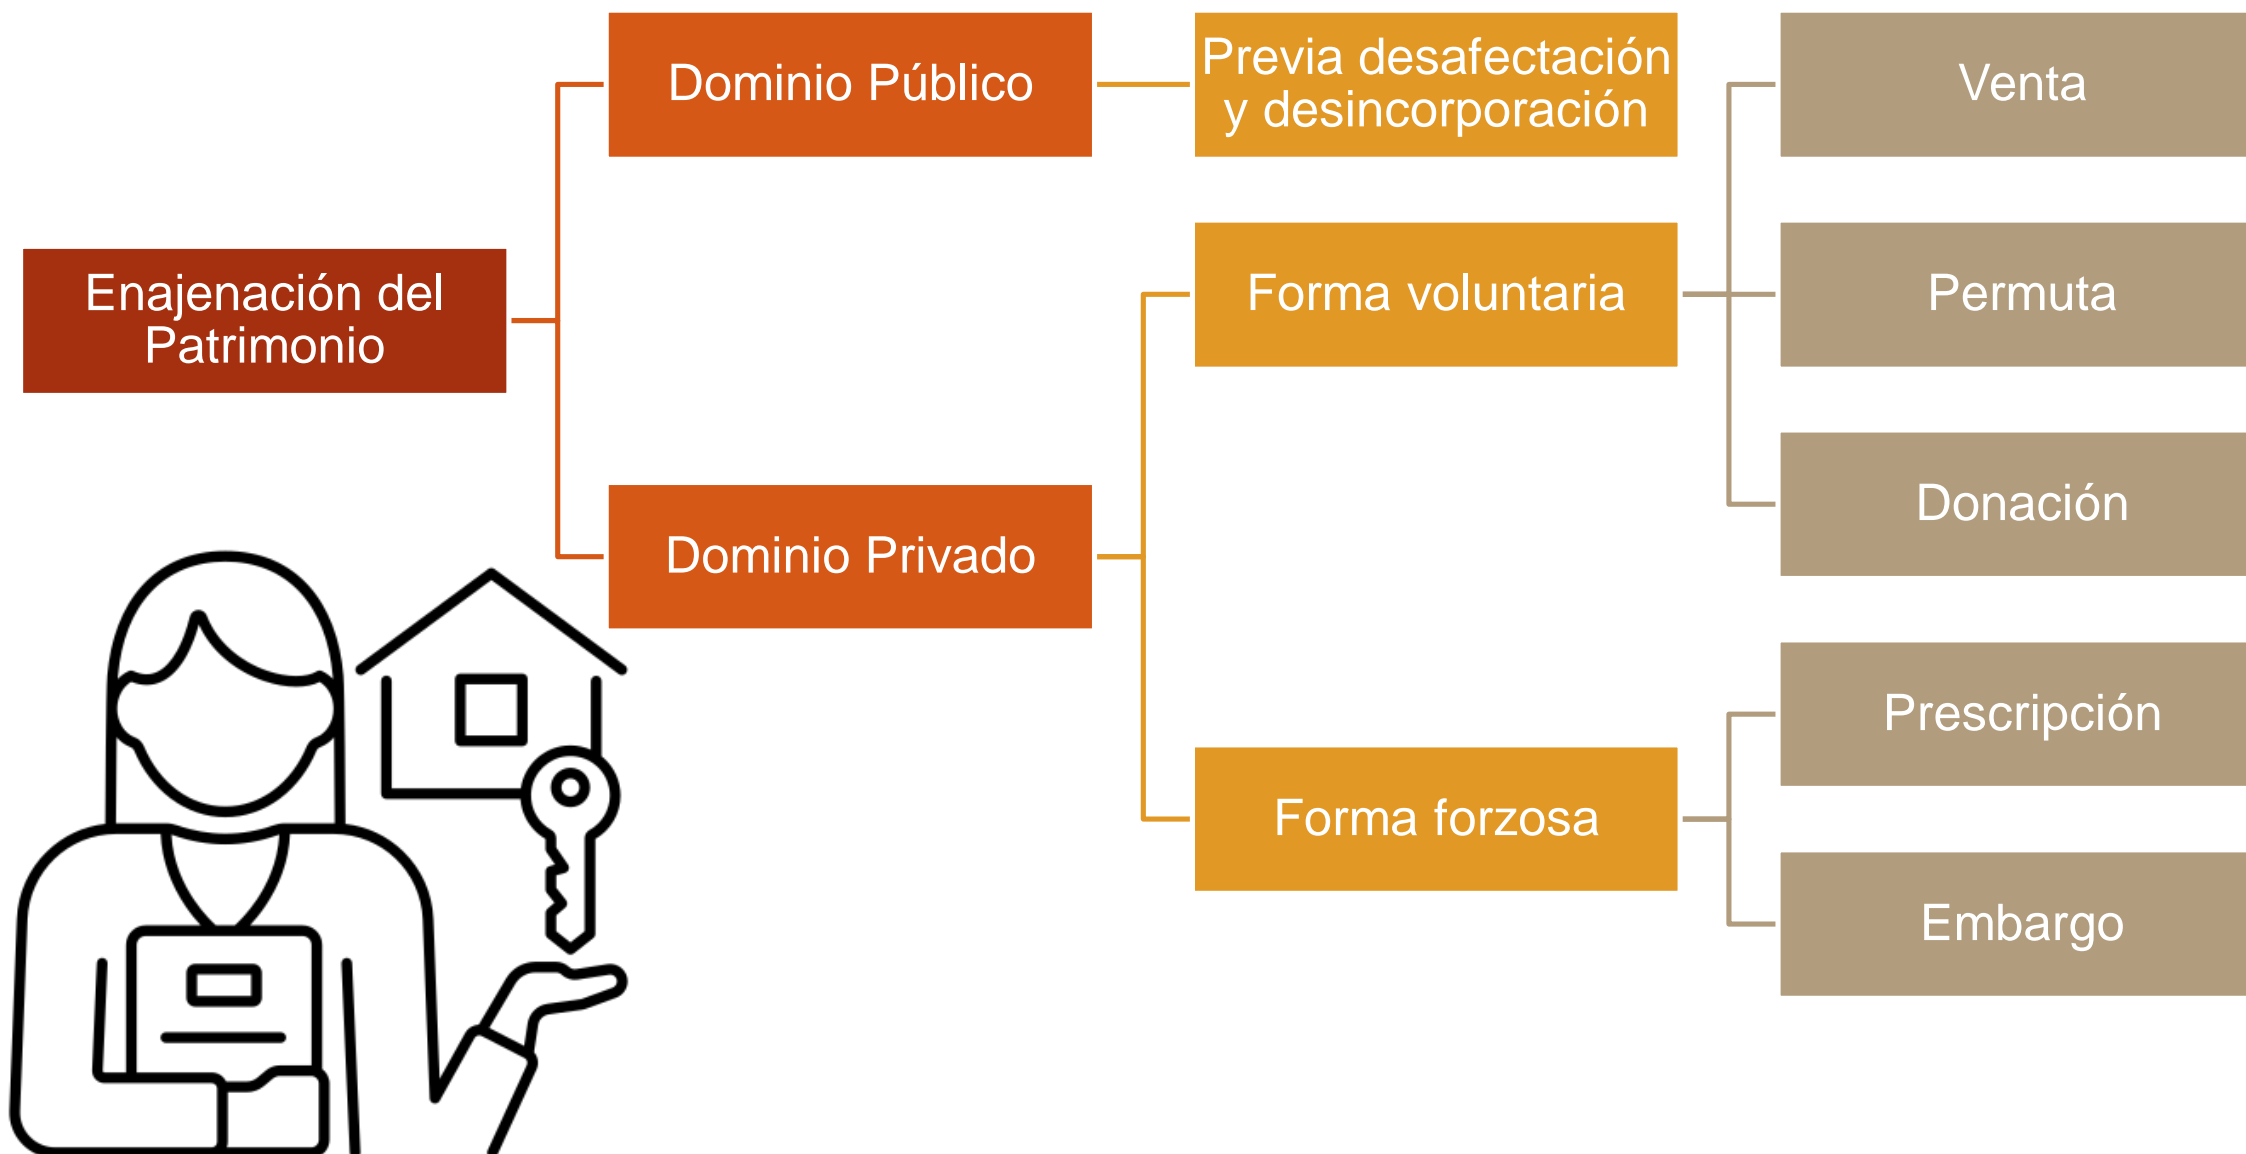 Enajenación del
Patrimonio
Dominio Público
Previa desafectación
y desincorporación
Dominio Privado
Forma voluntaria
Venta
Permuta
Donación
Forma forzosa
Prescripción
Embargo